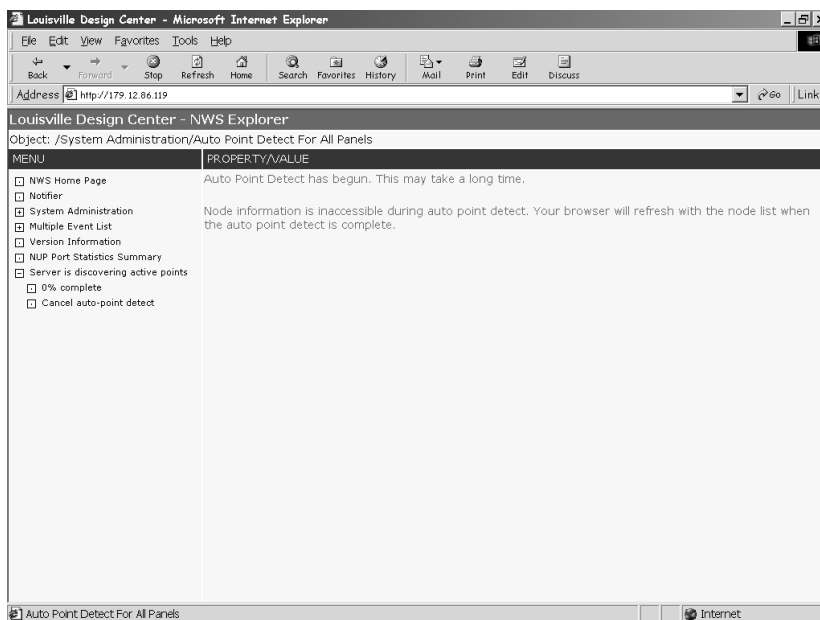 Louisville Design Center - Microsoft Internet Explorer
File Edit View Favorites Tools Help
Back Forward Stop Refresh Home Search Favorites History Mail Print Edit Discuss
Address http://179.12.86.119 Go Link
Louisville Design Center - NWS Explorer
Object: /System Administration/Auto Point Detect For All Panels
MENU PROPERTY/VALUE
NWS Home Page
Notifier
System Administration
Multiple Event List
Version Information
NUP Port Statistics Summary
Server is discovering active points
0% complete
Cancel auto-point detect
Auto Point Detect has begun. This may take a long time.
Node information is inaccessible during auto point detect. Your browser will refresh with the node list when
the auto point detect is complete.
Auto Point Detect For All Panels Internet